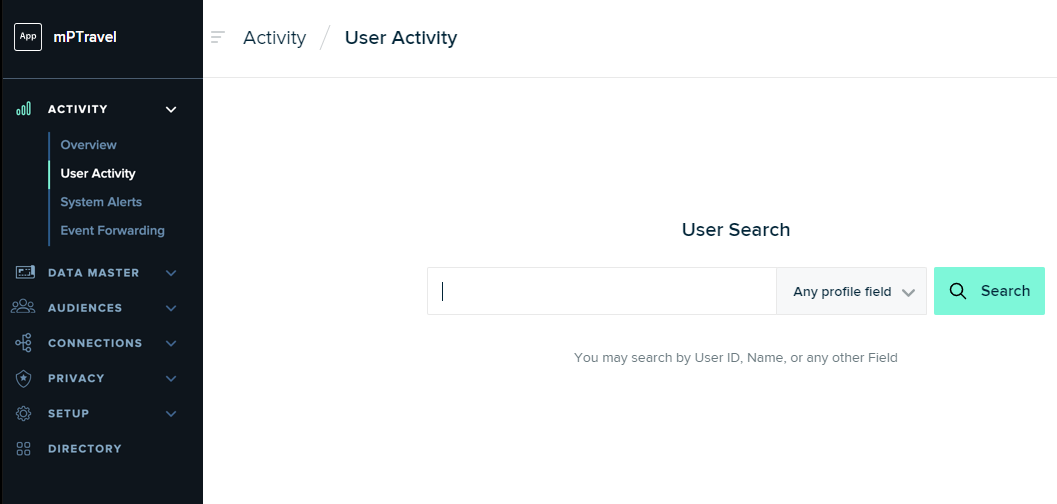 App
mPTravel
Activity / User Activity
ACTIVITY
Overview
User Activity
System Alerts
Event Forwarding
DATA MASTER
AUDIENCES
CONNECTIONS
PRIVACY
SETUP
DIRECTORY
User Search
Any profile field
Search
You may search by User ID, Name, or any other Field